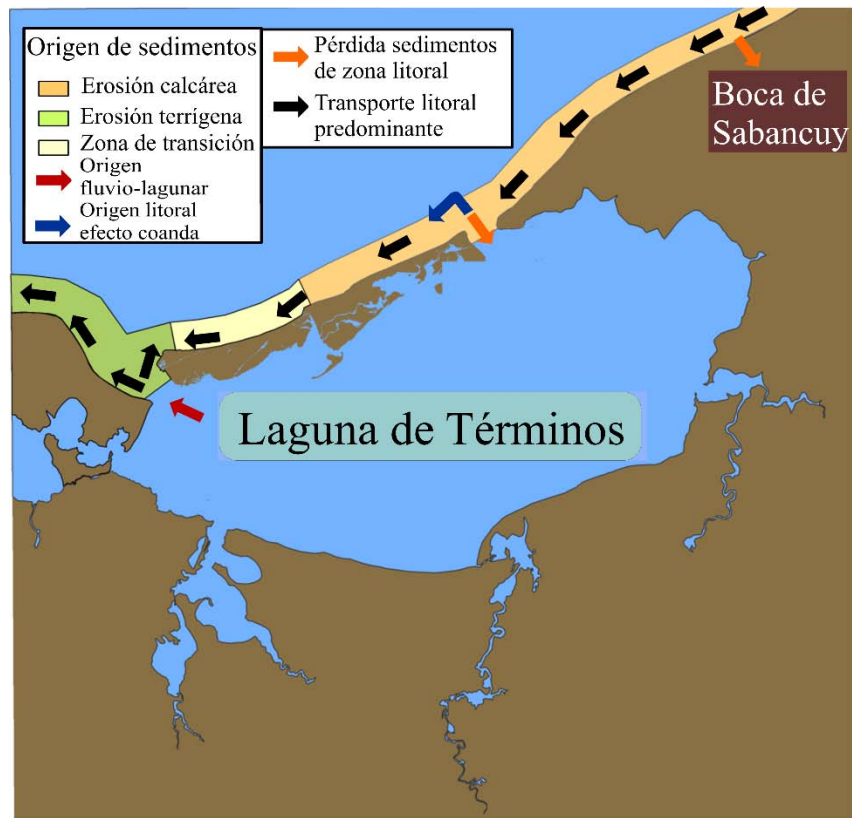 Origen de sedimentos
Erosión calcárea
Erosión terrígena
Zona de transición
Origen
fluvio-lagunar
Origen litoral
efecto coanda
Pérdida sedimentos
de zona litoral
Transporte litoral
predominante
Boca de
Sabancuy
Laguna de Términos